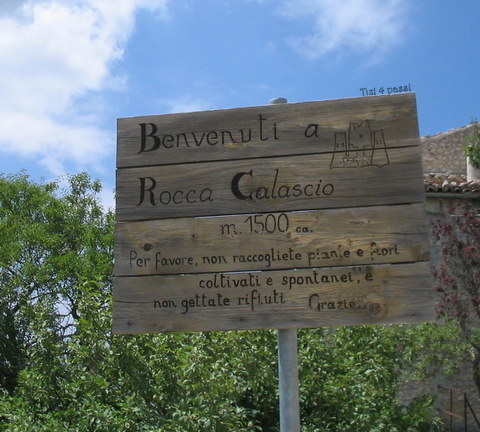 Tizi 4 passi
Benvenuti a
Rocca Calascio
m. 1500 ca.
Per favore, non raccogliete piante e fiori
coltivati e spontanei, e
non gettate rifiuti Grazie...